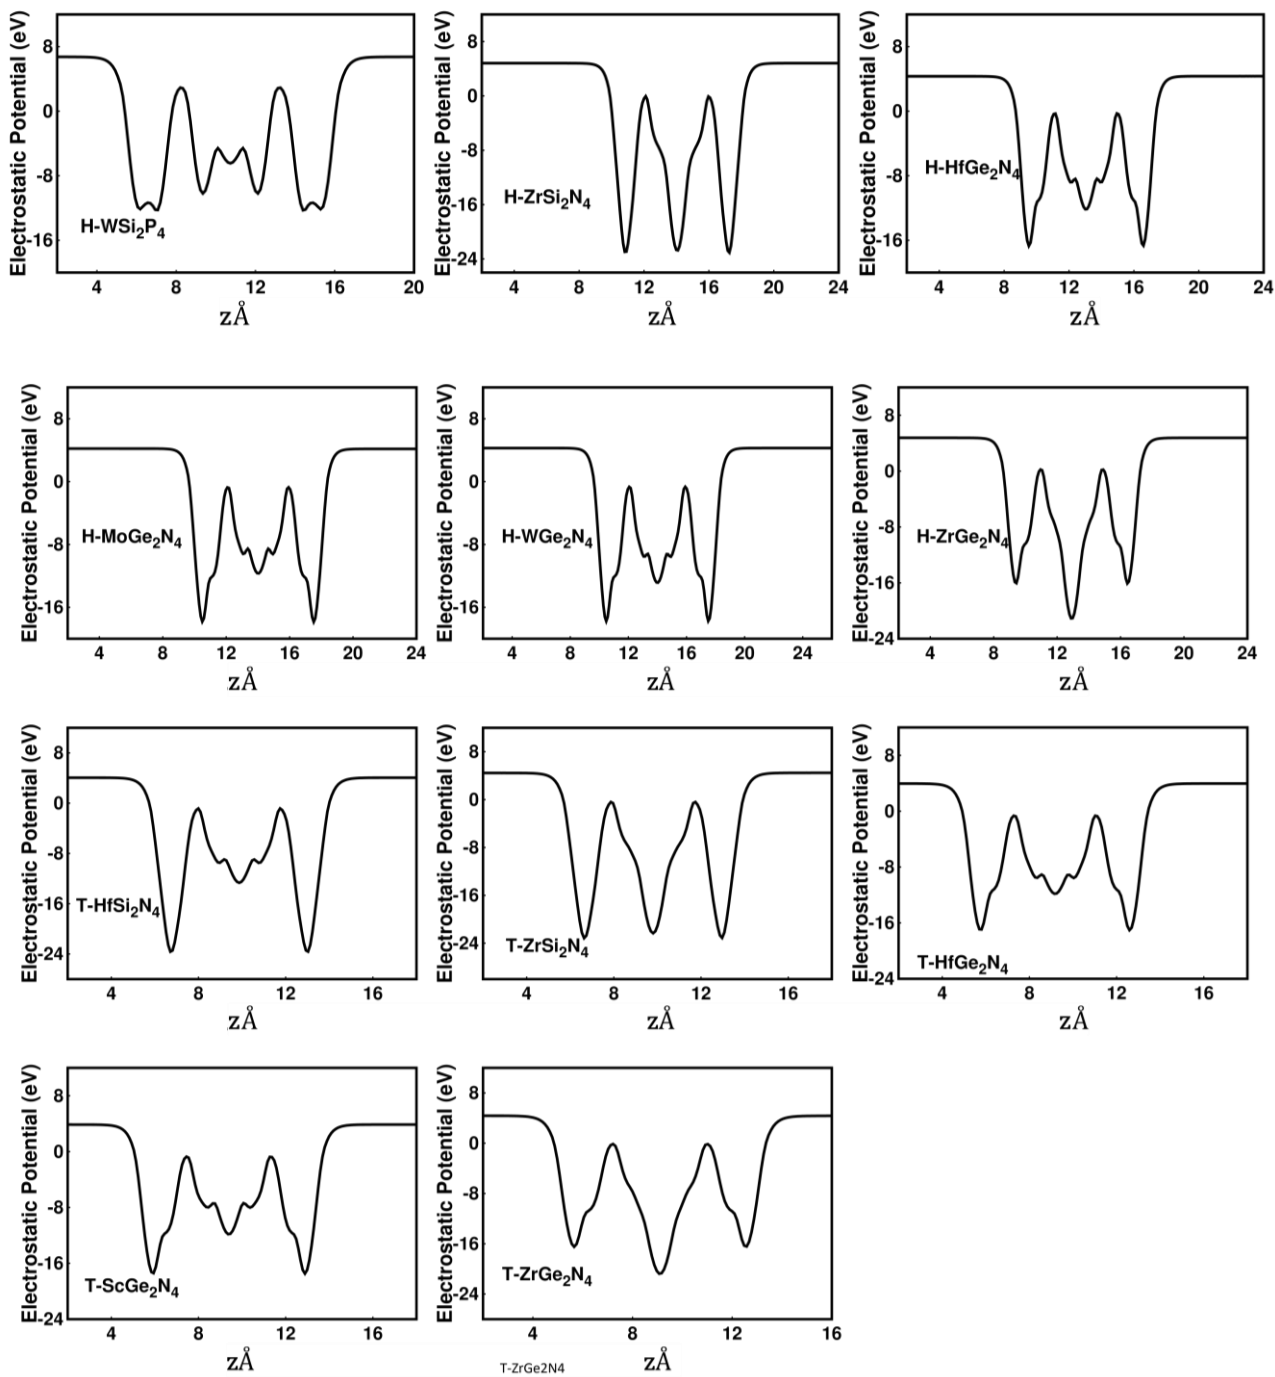 Electrostatic Potential (eV)
8
0
-8
-16
H-WSi2P4
4 8 12 16 20
zÅ
Electrostatic Potential (eV)
8
0
-8
-16
-24
H-ZrSi2N4
4 8 12 16 20 24
zÅ
Electrostatic Potential (eV)
8
0
-8
-16
H-HfGe2N4
4 8 12 16 20 24
zÅ
Electrostatic Potential (eV)
8
0
-8
-16
H-MoGe2N4
4 8 12 16 20 24
zÅ
Electrostatic Potential (eV)
8
0
-8
-16
H-WGe2N4
4 8 12 16 20 24
zÅ
Electrostatic Potential (eV)
8
0
-8
-16
-24
H-ZrGe2N4
4 8 12 16 20 24
zÅ
Electrostatic Potential (eV)
8
0
-8
-16
-24
T-HfSi2N4
4 8 12 16
zÅ
Electrostatic Potential (eV)
8
0
-8
-16
-24
T-ZrSi2N4
4 8 12 16
zÅ
Electrostatic Potential (eV)
8
0
-8
-16
-24
T-HfGe2N4
4 8 12 16
zÅ
Electrostatic Potential (eV)
8
0
-8
-16
-24
T-ScGe2N4
4 8 12 16
zÅ
Electrostatic Potential (eV)
8
0
-8
-16
-24
T-ZrGe2N4
4 8 12 16
zÅ
T-ZrGe2N4